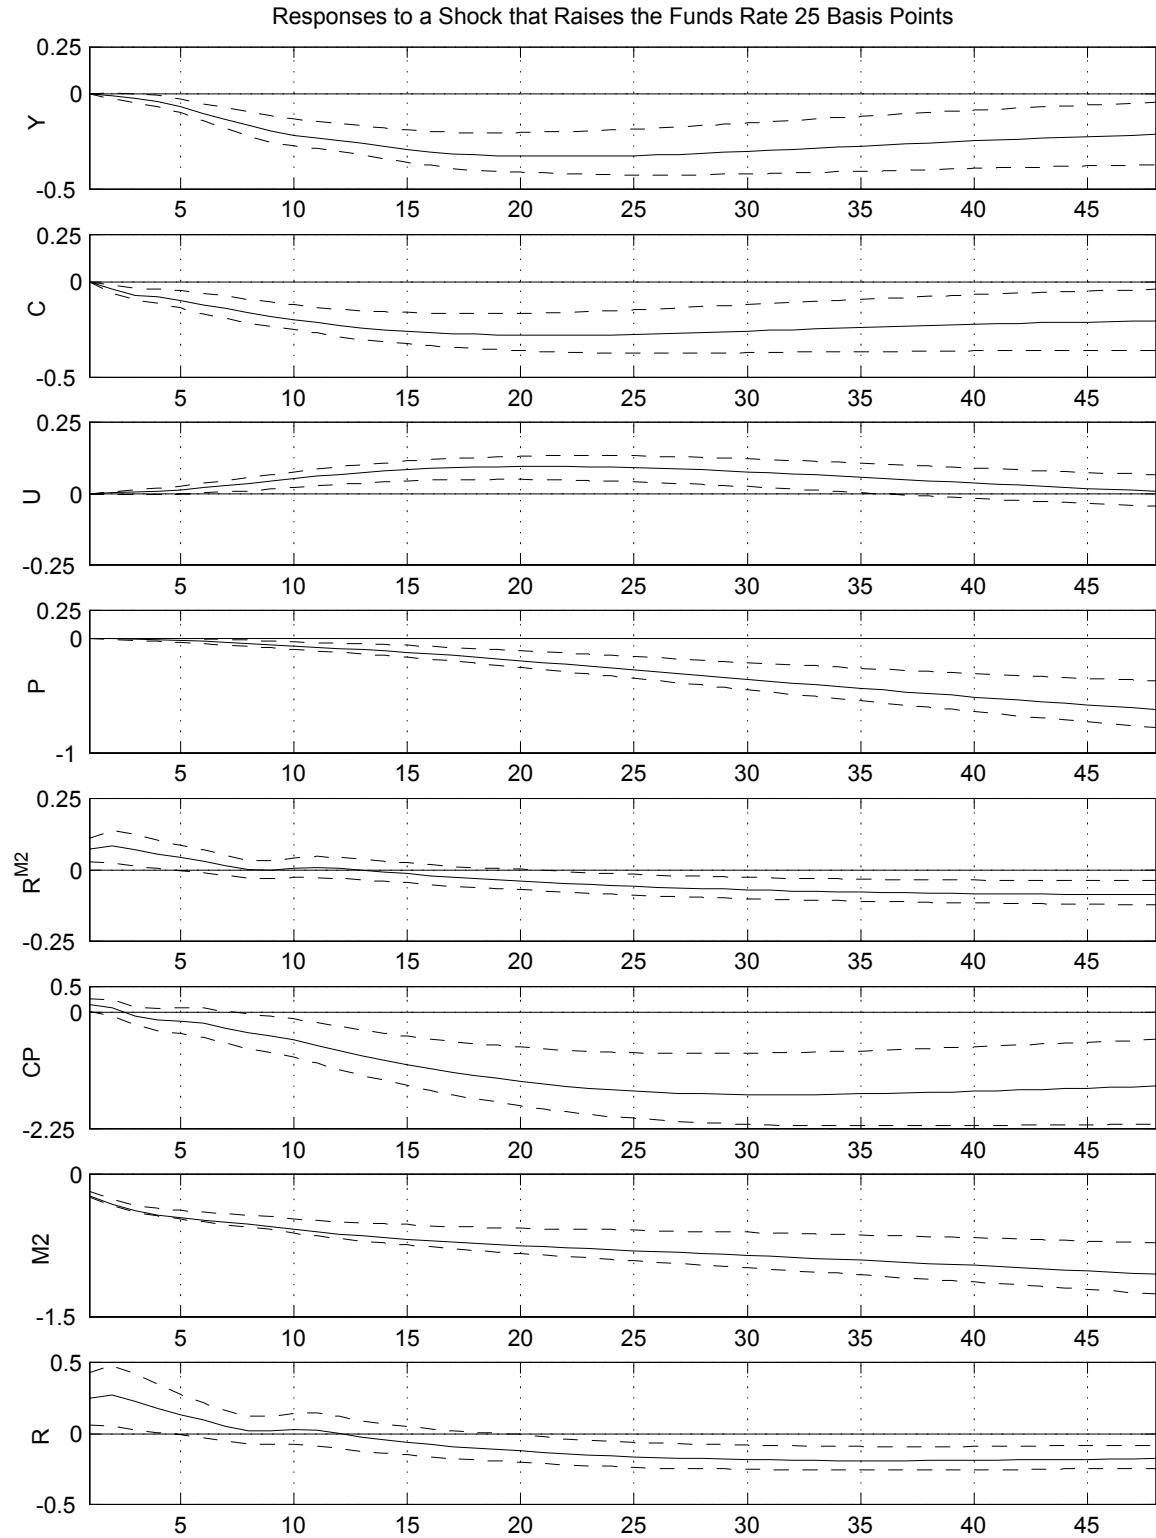 Responses to a Shock that Raises the Funds Rate 25 Basis Points
0.25
0
Y
-0.5
5 10 15 20 25 30 35 40 45
0.25
0
C
-0.5
5 10 15 20 25 30 35 40 45
0.25
0
U
-0.25
5 10 15 20 25 30 35 40 45
0.25
0
P
-1
5 10 15 20 25 30 35 40 45
0.25
0
R^M2
-0.25
5 10 15 20 25 30 35 40 45
0.5
0
CP
-2.25
5 10 15 20 25 30 35 40 45
0
M2
-1.5
5 10 15 20 25 30 35 40 45
0.5
0
R
-0.5
5 10 15 20 25 30 35 40 45